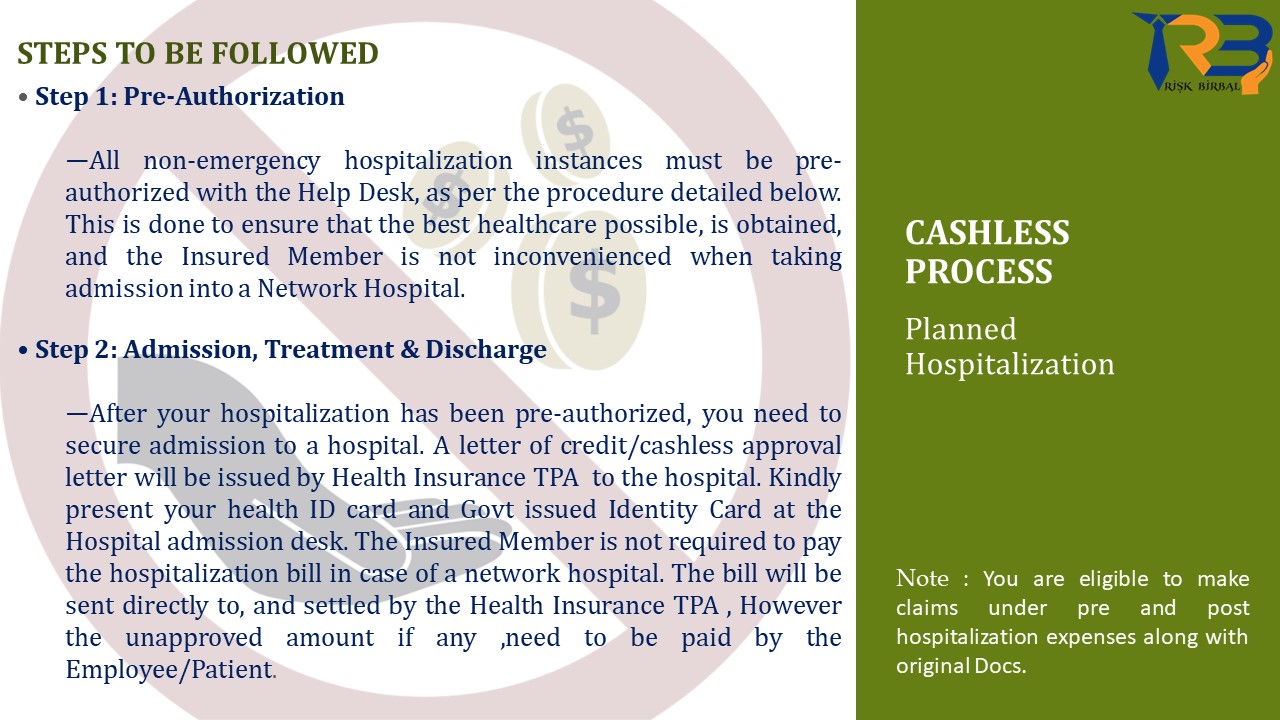 STEPS TO BE FOLLOWED
• Step 1: Pre-Authorization
—All non-emergency hospitalization instances must be pre-
authorized with the Help Desk, as per the procedure detailed below.
This is done to ensure that the best healthcare possible, is obtained,
and the Insured Member is not inconvenienced when taking
admission into a Network Hospital.
• Step 2: Admission, Treatment & Discharge
—After your hospitalization has been pre-authorized, you need to
secure admission to a hospital. A letter of credit/cashless approval
letter will be issued by Health Insurance TPA to the hospital. Kindly
present your health ID card and Govt issued Identity Card at the
Hospital admission desk. The Insured Member is not required to pay
the hospitalization bill in case of a network hospital. The bill will be
sent directly to, and settled by the Health Insurance TPA , However
the unapproved amount if any ,need to be paid by the
Employee/Patient.
RB
RİŞK BİRBAL
CASHLESS
PROCESS
Planned
Hospitalization
Note : You are eligible to make
claims under pre and post
hospitalization expenses along with
original Docs.
$
$
$